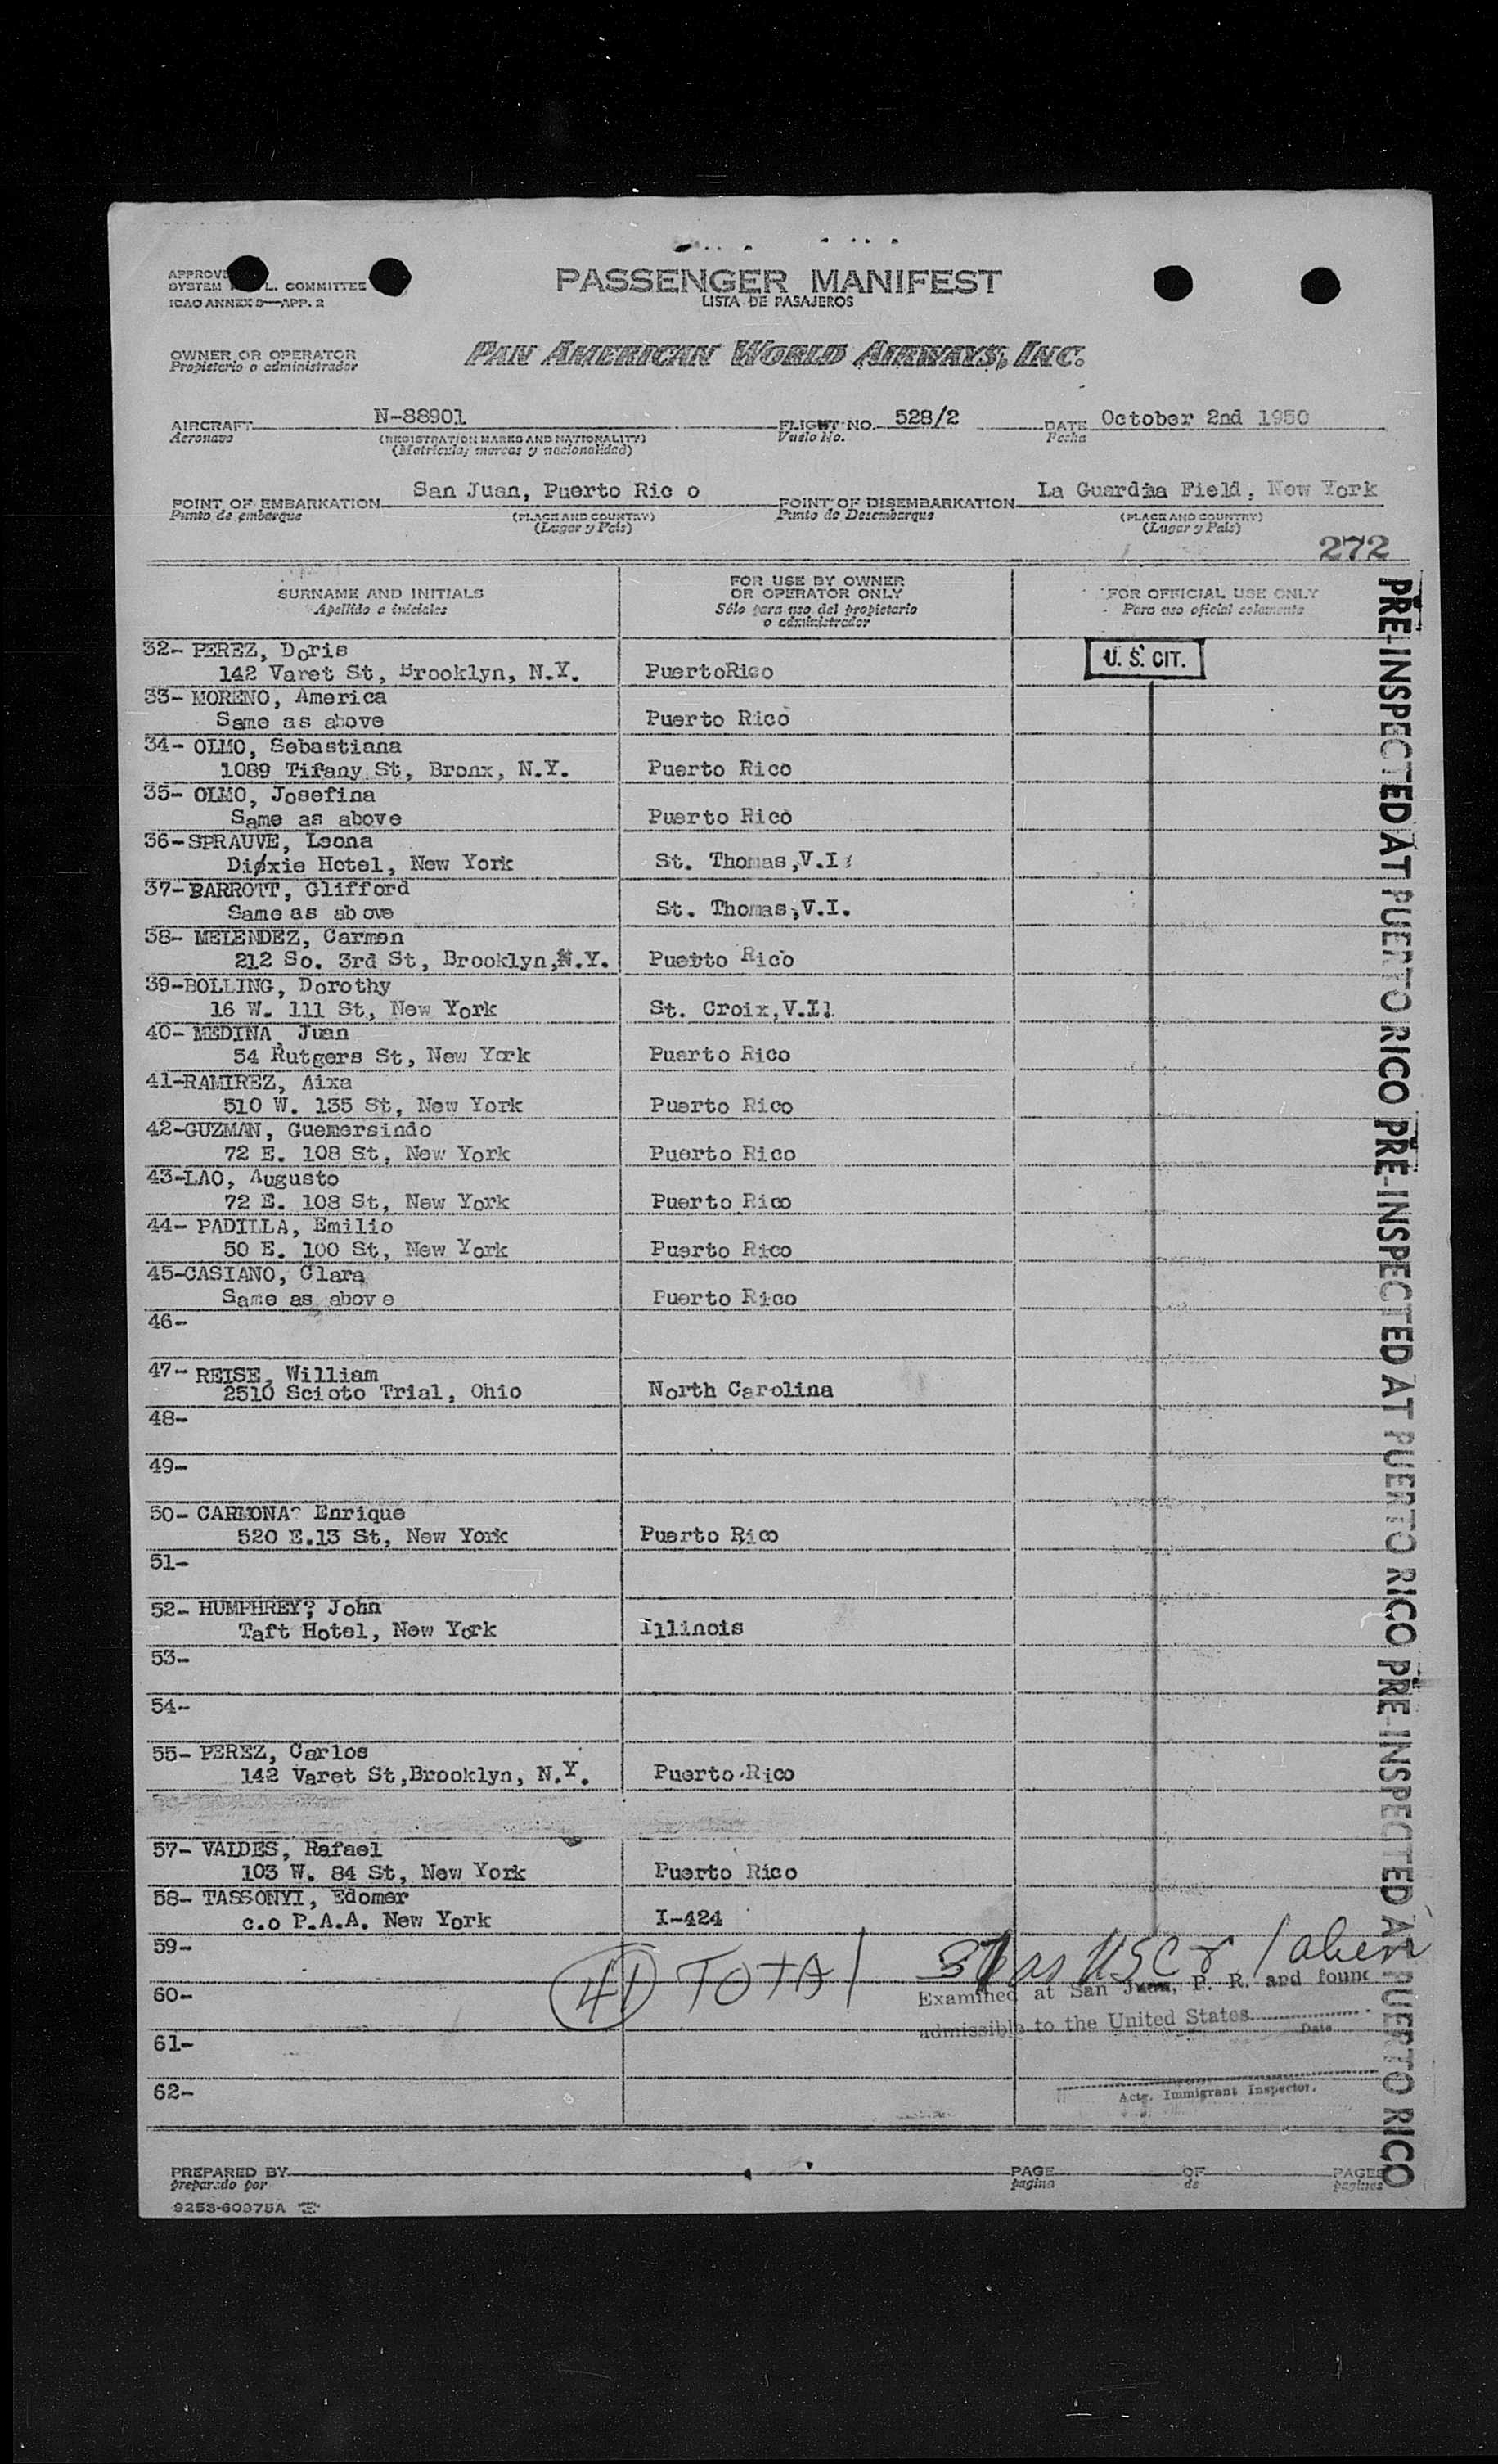 PASSENGER MANIFEST
LISTA DE PASAJEROS
L. COMMITTEE
SYSTEM
ICAO ANNEX 9—APP. 2
OWNER OR OPERATOR
Propietario o administrador
PAN AMERICAN WORLD AIRWAYS, INC.
AIRCRAFT N-88901 FLIGHT NO. 528/2 DATE October 2nd 1950
Aeronave (REGISTRATION MARKS AND NATIONALITY) Vuelo No. Fecha
(Matricula, marcas y nacionalidad)
POINT OF EMBARKATION San Juan, Puerto Ric o POINT OF DISEMBARKATION La Guardia Field, New York
Punto de embarque (PLACE AND COUNTRY) Punto de Desembarque (PLACE AND COUNTRY)
(Lugar y Pais) (Lugar y Pais)
272
SURNAME AND INITIALS
Apellido e iniciales
FOR USE BY OWNER
OR OPERATOR ONLY
Sólo para uso del propietario
o administrador
FOR OFFICIAL USE ONLY
Para uso oficial solamente
32- PEREZ, Doris
142 Varet St, Brooklyn, N.Y. PuertoRico
U. S. CIT.
33- MORENO, America
Same as above Puerto Rico
34- OLMO, Sebastiana
1089 Tifany St, Bronx, N.Y. Puerto Rico
35- OLMO, Josefina
Same as above Puerto Rico
36- SPRAUVE, Leona
Dixie Hotel, New York St. Thomas,V.I.
37- BARROTT, Glifford
Same as ab ove St. Thomas,V.I.
38- MELENDEZ, Carmen
212 So. 3rd St, Brooklyn,N.Y. Puerto Rico
39-BOLLING, Dorothy
16 W. 111 St, New York St. Croix,V.I.
40- MEDINA, Juan
54 Rutgers St, New York Puerto Rico
41-RAMIREZ, Aixa
510 W. 135 St, New York Puerto Rico
42-GUZMAN, Guemersindo
72 E. 108 St, New York Puerto Rico
43-LAO, Augusto
72 E. 108 St, New York Puerto Rico
44- PADILLA, Emilio
50 E. 100 St, New York Puerto Rico
45-CASIANO, Clara
Same as above Puerto Rico
46-
47- REISE, William
2510 Scioto Trial, Ohio North Carolina
48-
49-
50- CARMONA? Enrique
520 E.13 St, New York Puerto Rico
51-
52- HUMPHREY? John
Taft Hotel, New York Illinois
53-
54-
55- PEREZ, Carlos
142 Varet St,Brooklyn, N.Y. Puerto Rico
57- VALDES, Rafael
103 W. 84 St, New York Puerto Rico
58- TASSONYI, Edomer
c.o P.A.A. New York I-424
59-
41 TOTAl as USC & 1 alien
60-
Examined at San Juan, P. R. and found
admissible to the United States
Date
61-
62-
Actg. Immigrant Inspector.
PREPARED BY PAGE OF PAGES
preparado por pagina de paginas
9253-60975A
PRE-INSPECTED AT PUERTO RICO PRE-INSPECTED AT PUERTO RICO PRE-INSPECTED AT PUERTO RICO